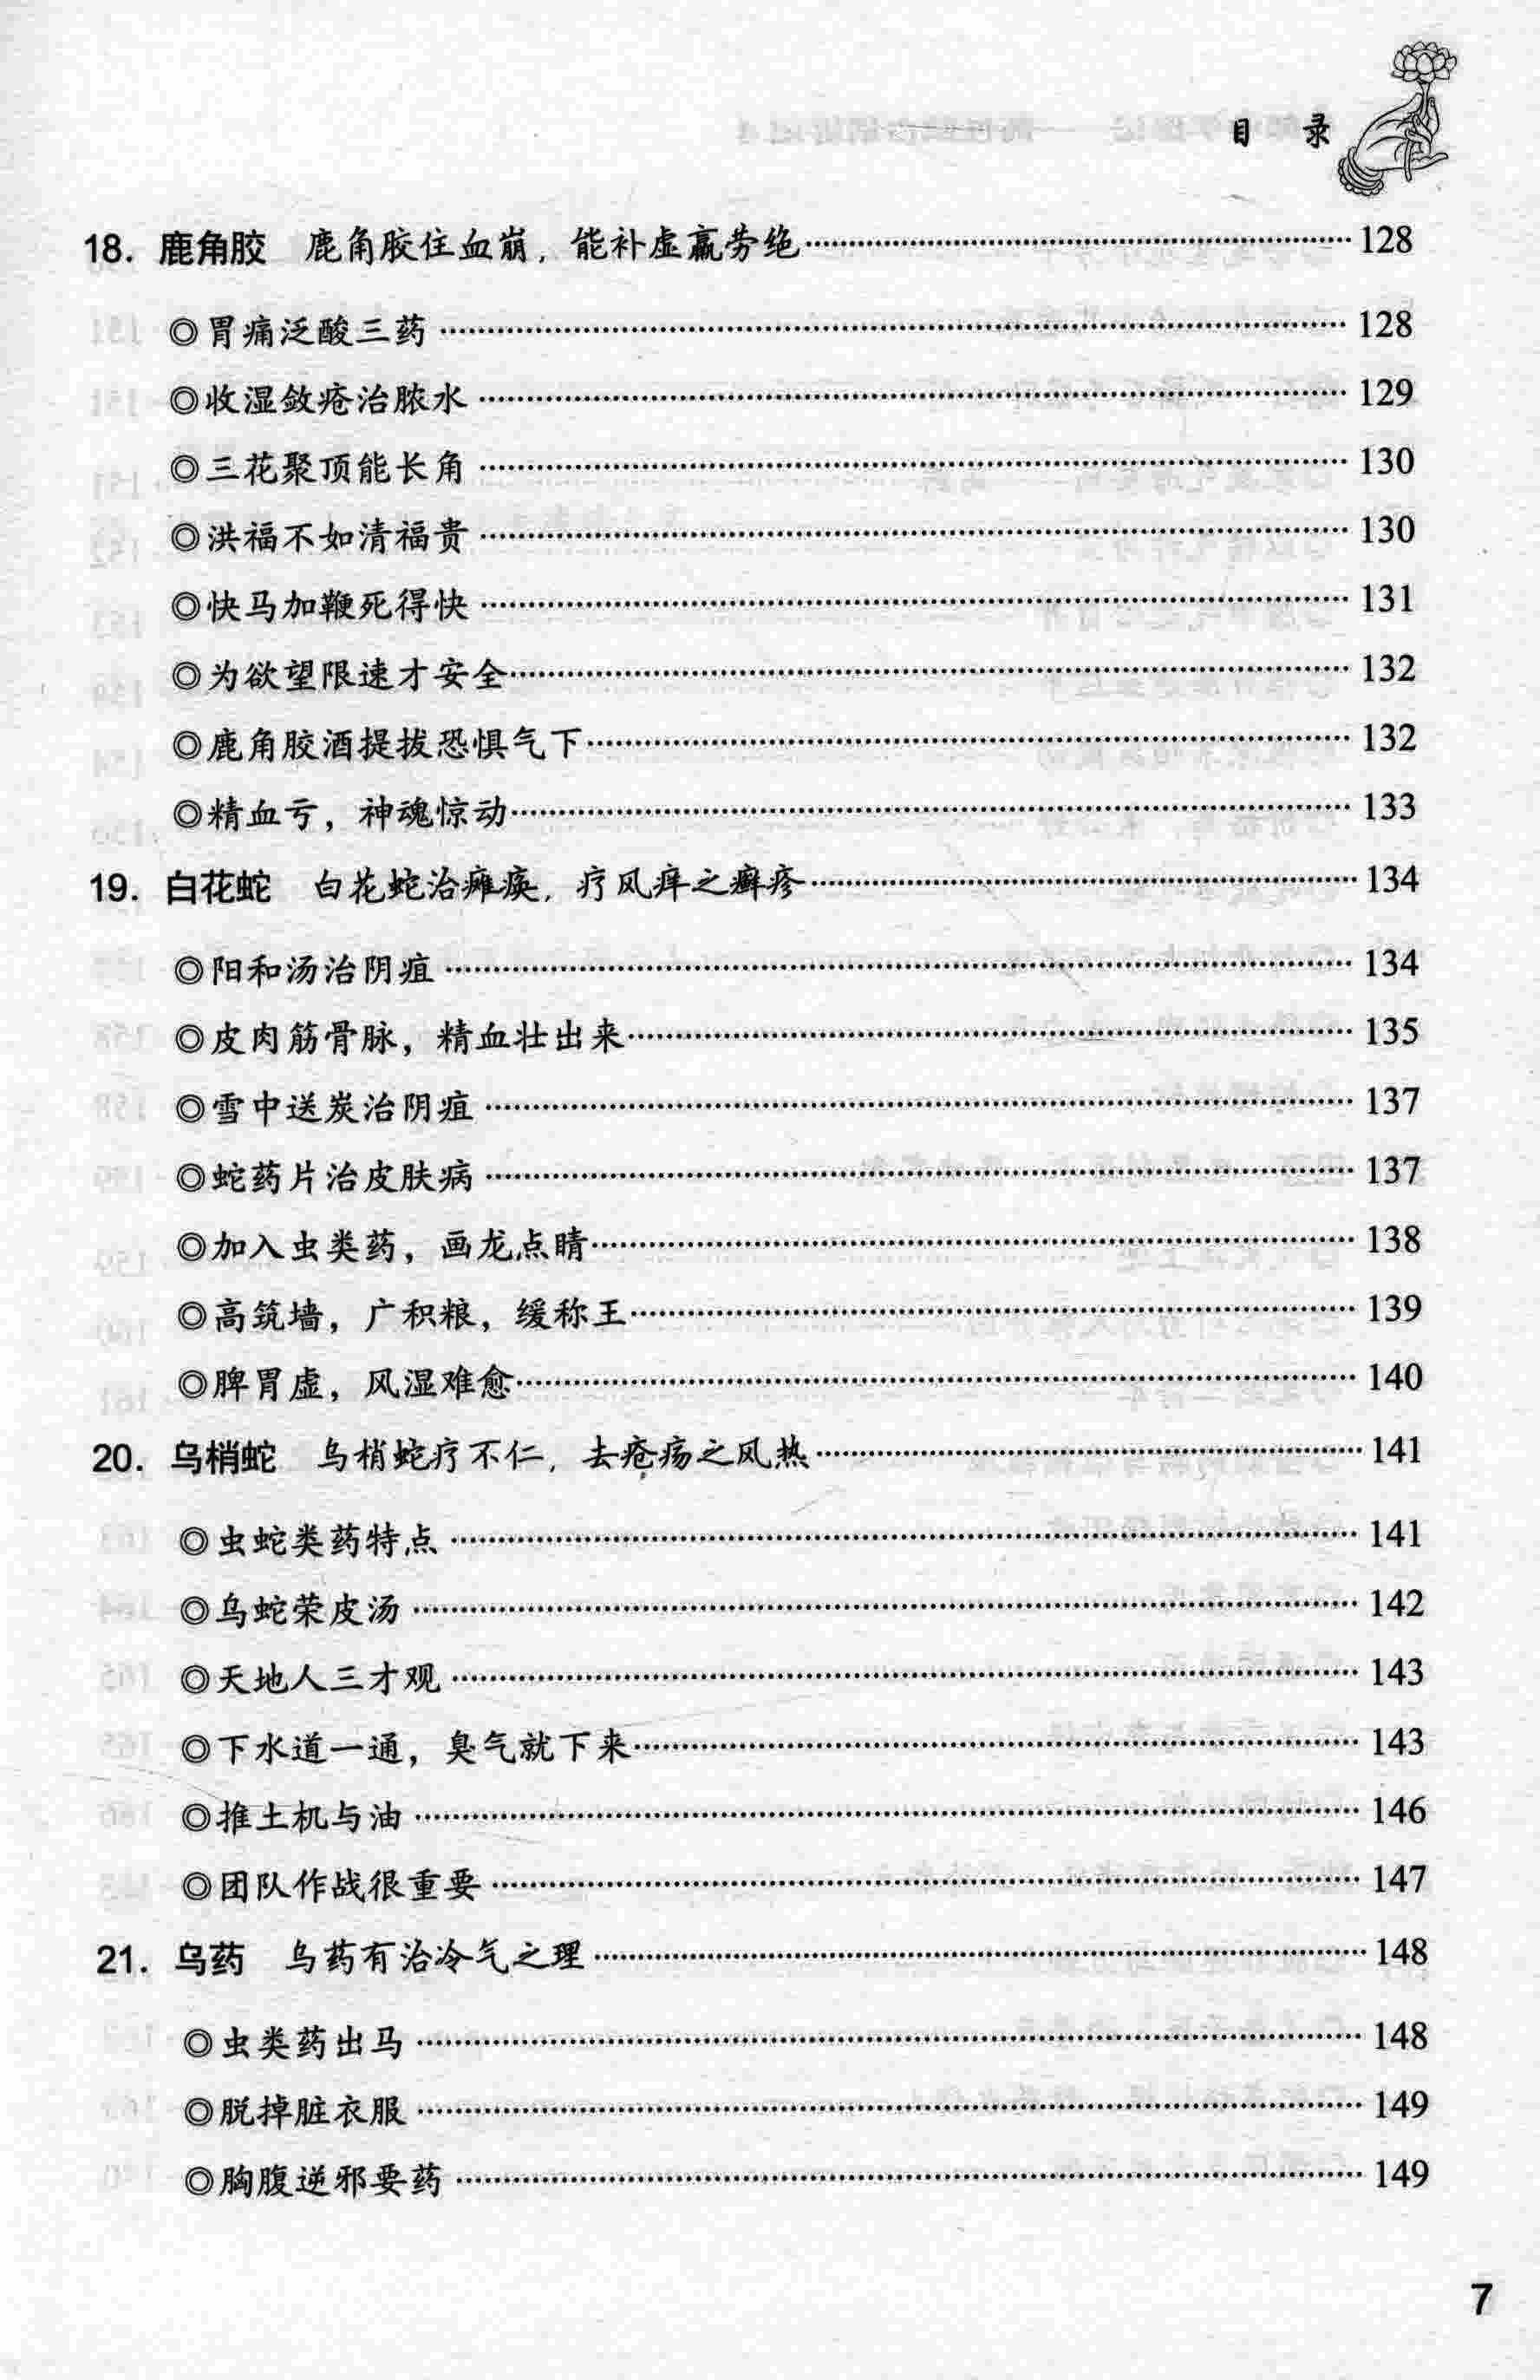 目 录
18. 鹿角胶 鹿角胶住血崩，能补虚羸劳绝……128
◎胃痛泛酸三药……128
◎收湿敛疮治脓水……129
◎三花聚顶能长角……130
◎洪福不如清福贵……130
◎快马加鞭死得快……131
◎为欲望限速才安全……132
◎鹿角胶酒提拔恐惧气下……132
◎精血亏，神魂惊动……133
19. 白花蛇 白花蛇治瘫痪，疗风痒之癣疹……134
◎阳和汤治阴疽……134
◎皮肉筋骨脉，精血壮出来……135
◎雪中送炭治阴疽……137
◎蛇药片治皮肤病……137
◎加入虫类药，画龙点睛……138
◎高筑墙，广积粮，缓称王……139
◎脾胃虚，风湿难愈……140
20. 乌梢蛇 乌梢蛇疗不仁，去疮疡之风热……141
◎虫蛇类药特点……141
◎乌蛇荣皮汤……142
◎天地人三才观……143
◎下水道一通，臭气就下来……143
◎推土机与油……146
◎团队作战很重要……147
21. 乌药 乌药有治冷气之理……148
◎虫类药出马……148
◎脱掉脏衣服……149
◎胸腹逆邪要药……149
7